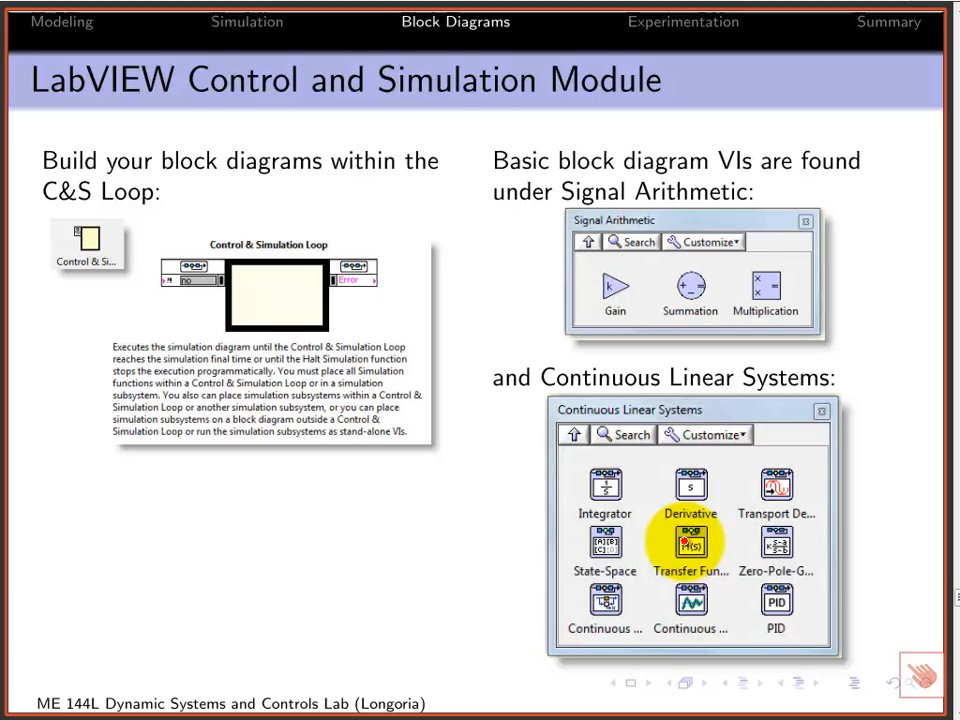 Modeling Simulation Block Diagrams Experimentation Summary
LabVIEW Control and Simulation Module
Build your block diagrams within the
C&S Loop:
Control & Si...
Control & Simulation Loop
no
Error
Executes the simulation diagram until the Control & Simulation Loop
reaches the simulation final time or until the Halt Simulation function
stops the execution programmatically. You must place all Simulation
functions within a Control & Simulation Loop or in a simulation
subsystem. You also can place simulation subsystems within a Control &
Simulation Loop or another simulation subsystem, or you can place
simulation subsystems on a block diagram outside a Control &
Simulation Loop or run the simulation subsystems as stand-alone VIs.
Basic block diagram VIs are found
under Signal Arithmetic:
Signal Arithmetic
Search Customize
k
Gain Summation Multiplication
and Continuous Linear Systems:
Continuous Linear Systems
Search Customize
1/s s
Integrator Derivative Transport De...
[A][B]
[C][D] H(s) K s-a/s-b
State-Space Transfer Fun... Zero-Pole-G...
PID
Continuous ... Continuous ... PID
ME 144L Dynamic Systems and Controls Lab (Longoria)